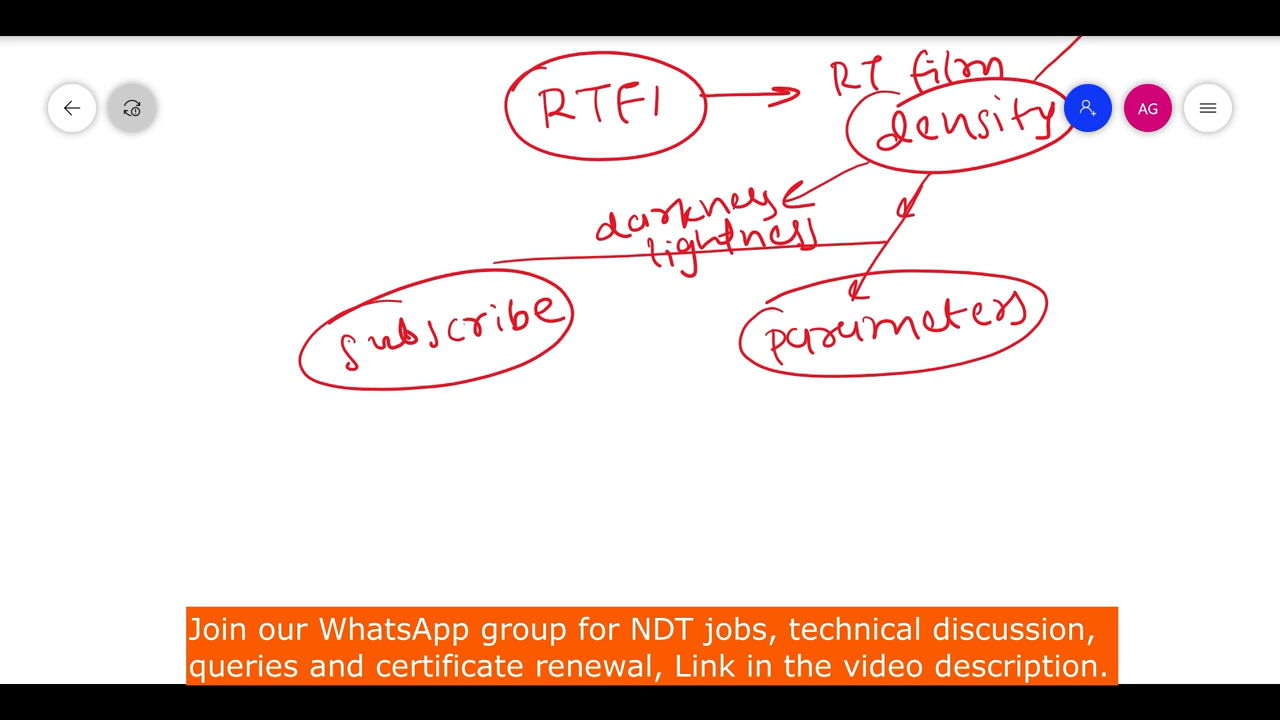 RTFI
RT film
density
darkness
lightness
subscribe
parameters
AG
Join our WhatsApp group for NDT jobs, technical discussion,
queries and certificate renewal, Link in the video description.